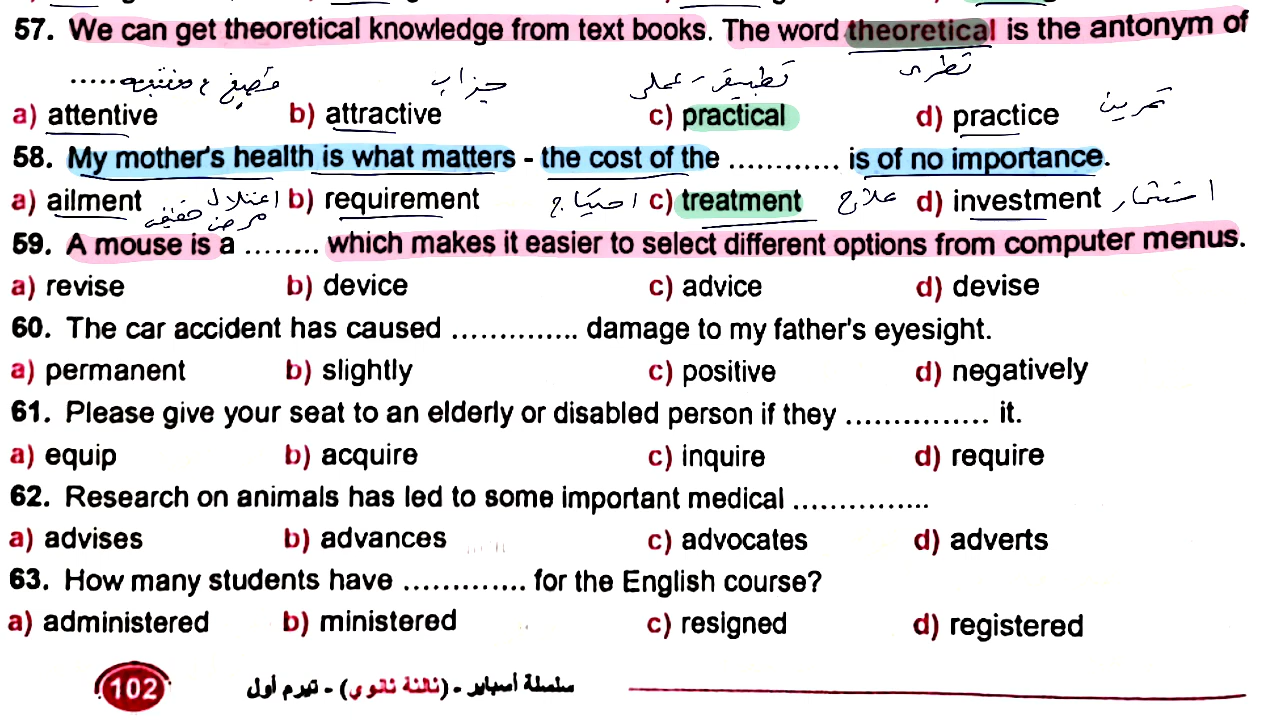 57. We can get theoretical knowledge from text books. The word theoretical is the antonym of
..... مصغ، منتبه جذاب تطبيقى - عملى نظرى
a) attentive b) attractive c) practical d) practice تمرين
58. My mother's health is what matters - the cost of the ............ is of no importance.
a) ailment اعتلال b) requirement احتياج c) treatment علاج d) investment استثمار
مرض خفيف
59. A mouse is a ........ which makes it easier to select different options from computer menus.
a) revise b) device c) advice d) devise
60. The car accident has caused .............. damage to my father's eyesight.
a) permanent b) slightly c) positive d) negatively
61. Please give your seat to an elderly or disabled person if they ............... it.
a) equip b) acquire c) inquire d) require
62. Research on animals has led to some important medical ...............
a) advises b) advances c) advocates d) adverts
63. How many students have ............. for the English course?
a) administered b) ministered c) resigned d) registered
102 سلسلة أسباير - (ثالثة ثانوي) - تيرم أول